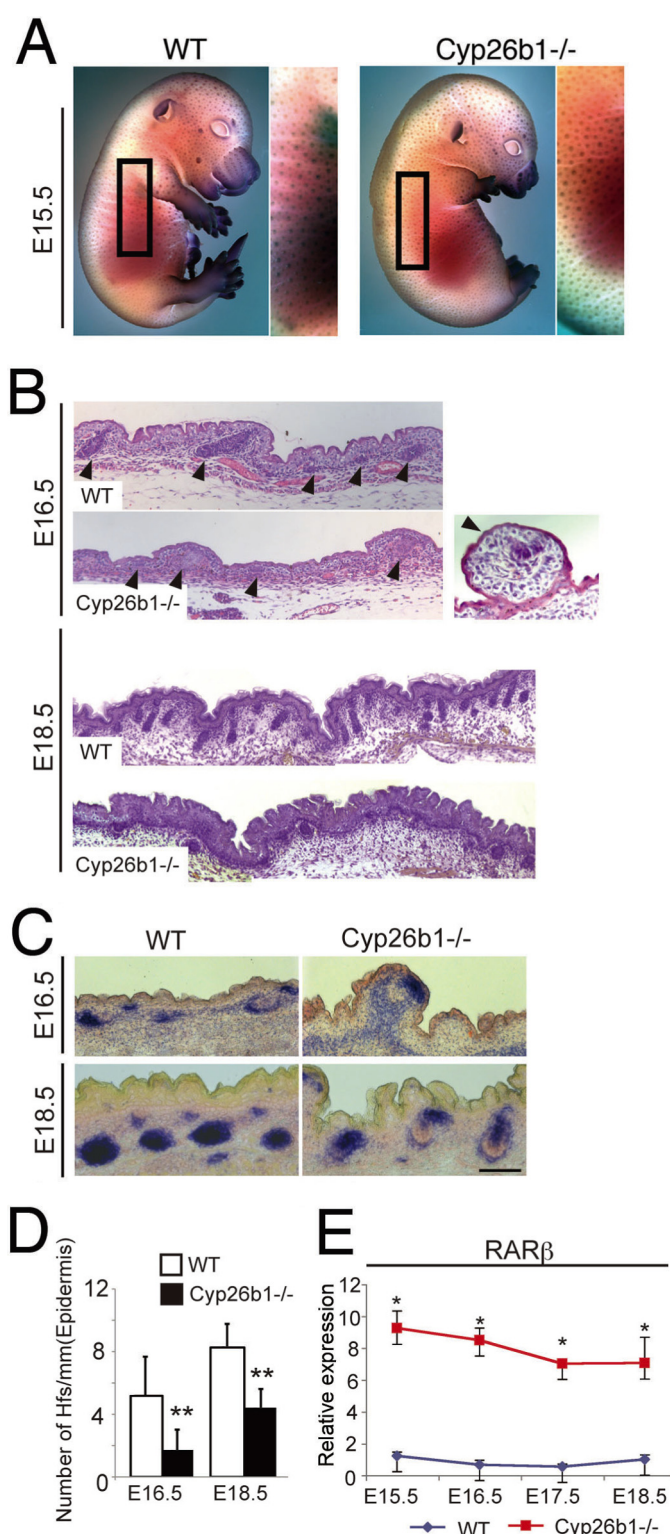 A
WT
Cyp26b1-/-
E15.5
B
E16.5
WT
Cyp26b1-/-
E18.5
WT
Cyp26b1-/-
C
WT
Cyp26b1-/-
E16.5
E18.5
D
WT
Cyp26b1-/-
Number of Hfs/mm(Epidermis)
12
8
4
0
**
**
E16.5
E18.5
E
RARβ
Relative expression
12
10
8
6
4
2
0
*
*
*
*
E15.5
E16.5
E17.5
E18.5
WT
Cyp26b1-/-